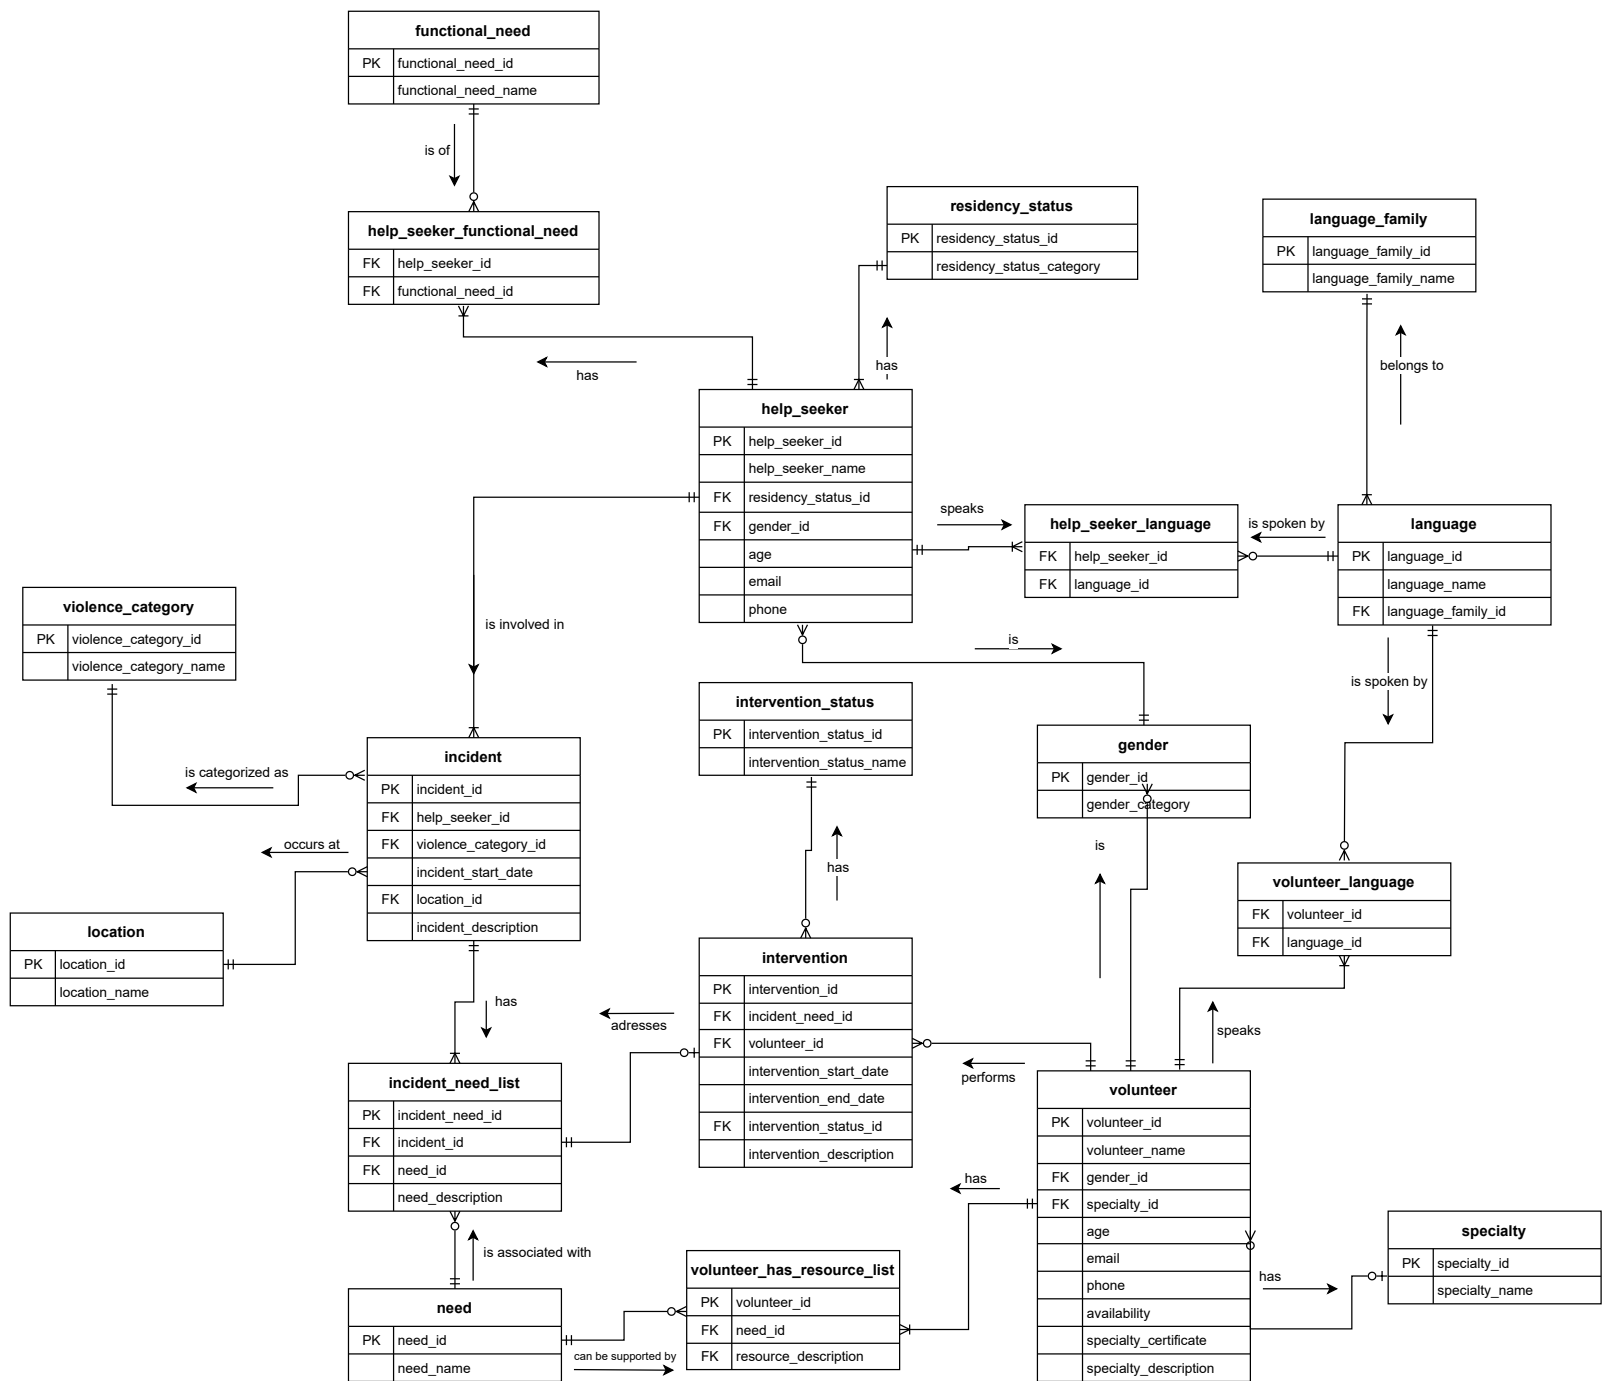 functional_need
PK functional_need_id
functional_need_name
is of
help_seeker_functional_need
FK help_seeker_id
FK functional_need_id
has
residency_status
PK residency_status_id
residency_status_category
has
language_family
PK language_family_id
language_family_name
belongs to
help_seeker
PK help_seeker_id
help_seeker_name
FK residency_status_id
FK gender_id
age
email
phone
speaks
help_seeker_language
FK help_seeker_id
FK language_id
is spoken by
language
PK language_id
language_name
FK language_family_id
is spoken by
violence_category
PK violence_category_id
violence_category_name
is involved in
is
intervention_status
PK intervention_status_id
intervention_status_name
gender
PK gender_id
gender_category
is categorized as
incident
PK incident_id
FK help_seeker_id
FK violence_category_id
incident_start_date
FK location_id
incident_description
occurs at
has
is
volunteer_language
FK volunteer_id
FK language_id
location
PK location_id
location_name
has
adresses
intervention
PK intervention_id
FK incident_need_id
FK volunteer_id
intervention_start_date
intervention_end_date
FK intervention_status_id
intervention_description
performs
speaks
incident_need_list
PK incident_need_id
FK incident_id
FK need_id
need_description
volunteer
PK volunteer_id
volunteer_name
FK gender_id
FK specialty_id
age
email
phone
availability
specialty_certificate
specialty_description
has
is associated with
volunteer_has_resource_list
PK volunteer_id
FK need_id
FK resource_description
has
specialty
PK specialty_id
specialty_name
need
PK need_id
need_name
can be supported by